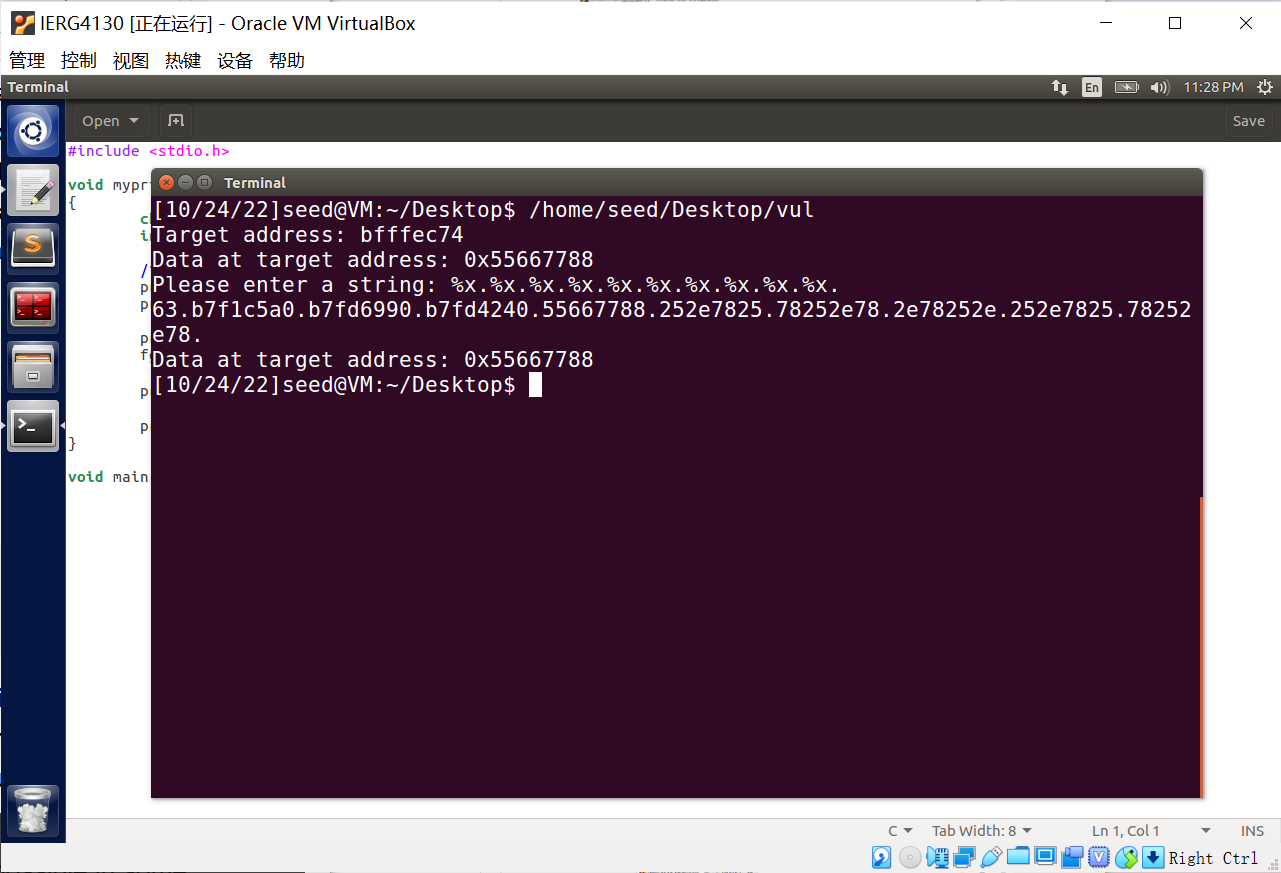 IERG4130 [正在运行] - Oracle VM VirtualBox
管理 控制 视图 热键 设备 帮助
Terminal En 11:28 PM
Open Save
#include <stdio.h>
void mypr
{
ch
in
/
p
p
p
f
p
p
}
void main
Terminal
[10/24/22]seed@VM:~/Desktop$ /home/seed/Desktop/vul
Target address: bfffec74
Data at target address: 0x55667788
Please enter a string: %x.%x.%x.%x.%x.%x.%x.%x.%x.%x.
63.b7f1c5a0.b7fd6990.b7fd4240.55667788.252e7825.78252e78.2e78252e.252e7825.78252
e78.
Data at target address: 0x55667788
[10/24/22]seed@VM:~/Desktop$
C Tab Width: 8 Ln 1, Col 1 INS
Right Ctrl